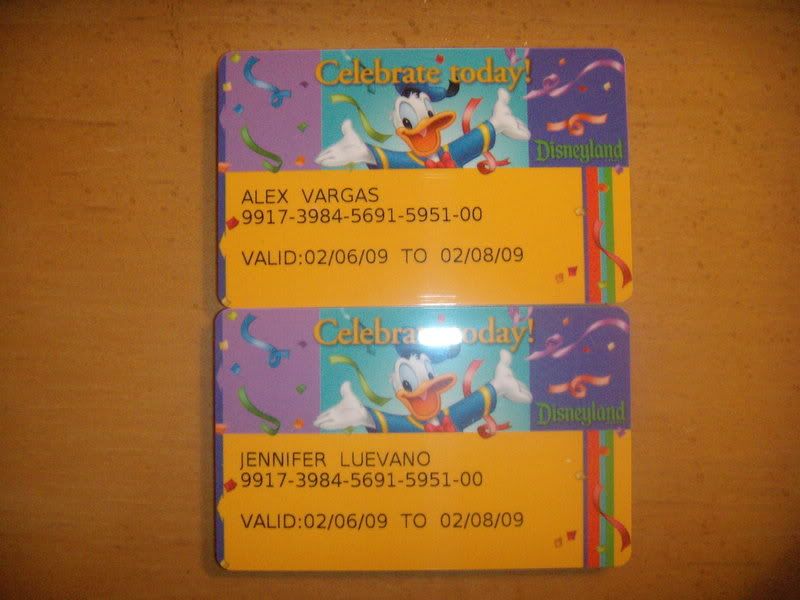 Celebrate today!
Disneyland
ALEX VARGAS
9917-3984-5691-5951-00
VALID:02/06/09 TO 02/08/09
Celebrate today!
Disneyland
JENNIFER LUEVANO
9917-3984-5691-5951-00
VALID:02/06/09 TO 02/08/09